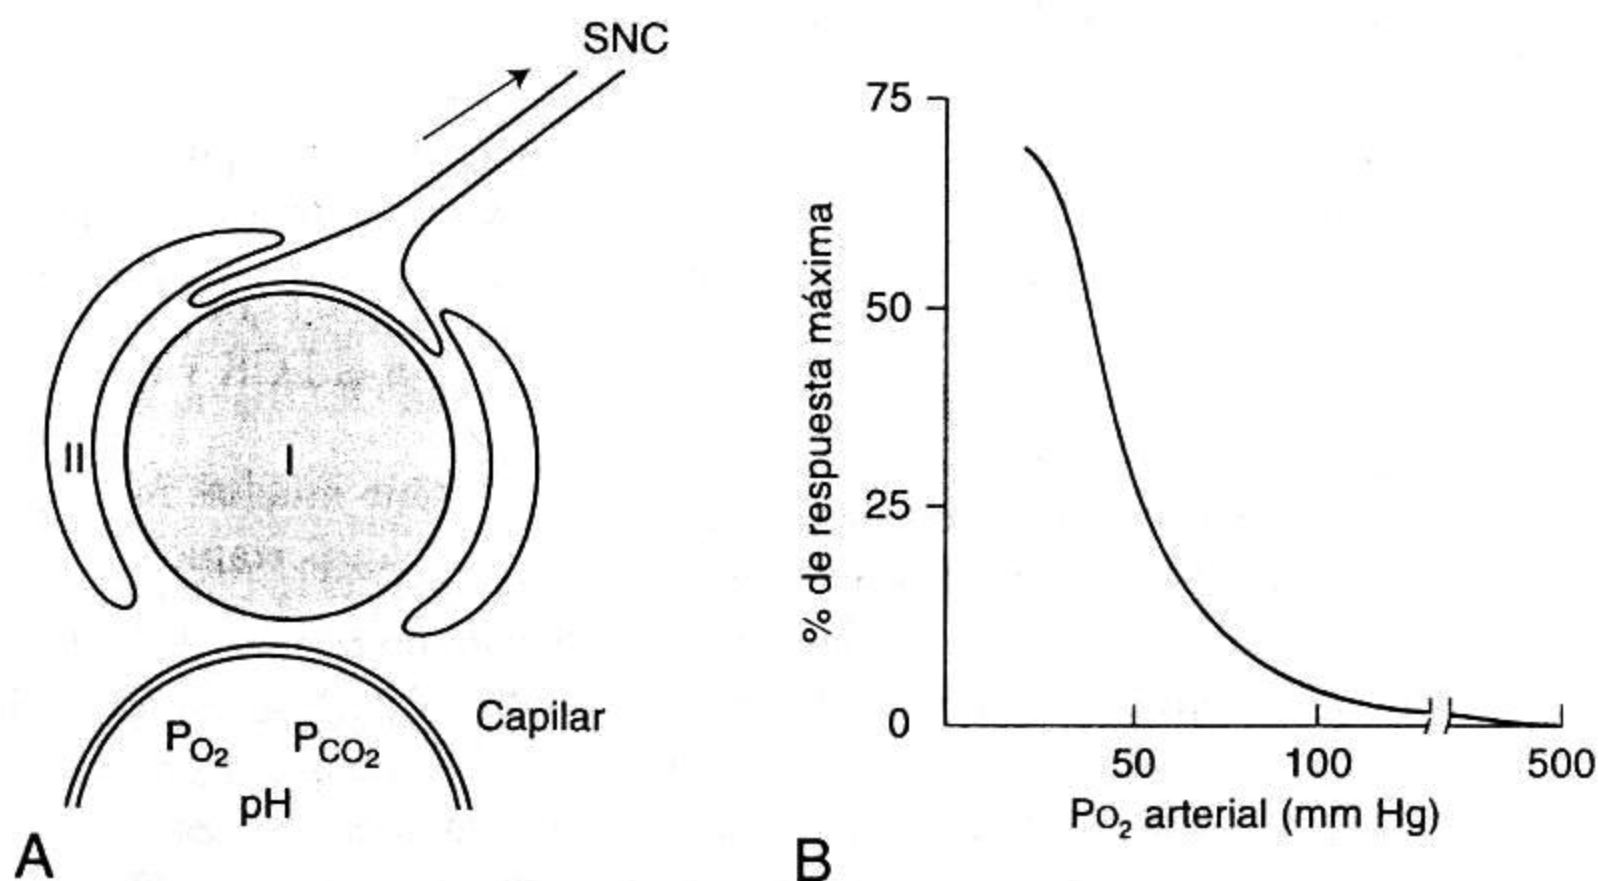 SNC
II
I
Capilar
PO₂ PCO₂
pH
A
75
50
25
0
% de respuesta máxima
50 100 500
PO₂ arterial (mm Hg)
B